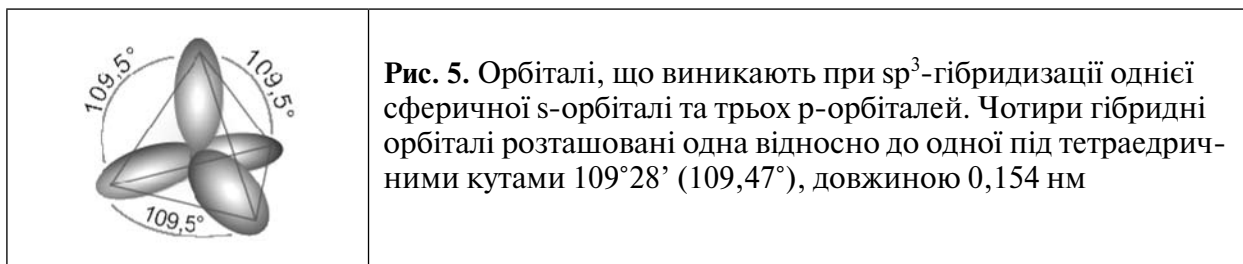 109,5°
109,5°
109,5°
Рис. 5. Орбіталі, що виникають при sp³-гібридизації однієї
сферичної s-орбіталі та трьох p-орбіталей. Чотири гібридні
орбіталі розташовані одна відносно до одної під тетраедрич-
ними кутами 109°28’ (109,47°), довжиною 0,154 нм